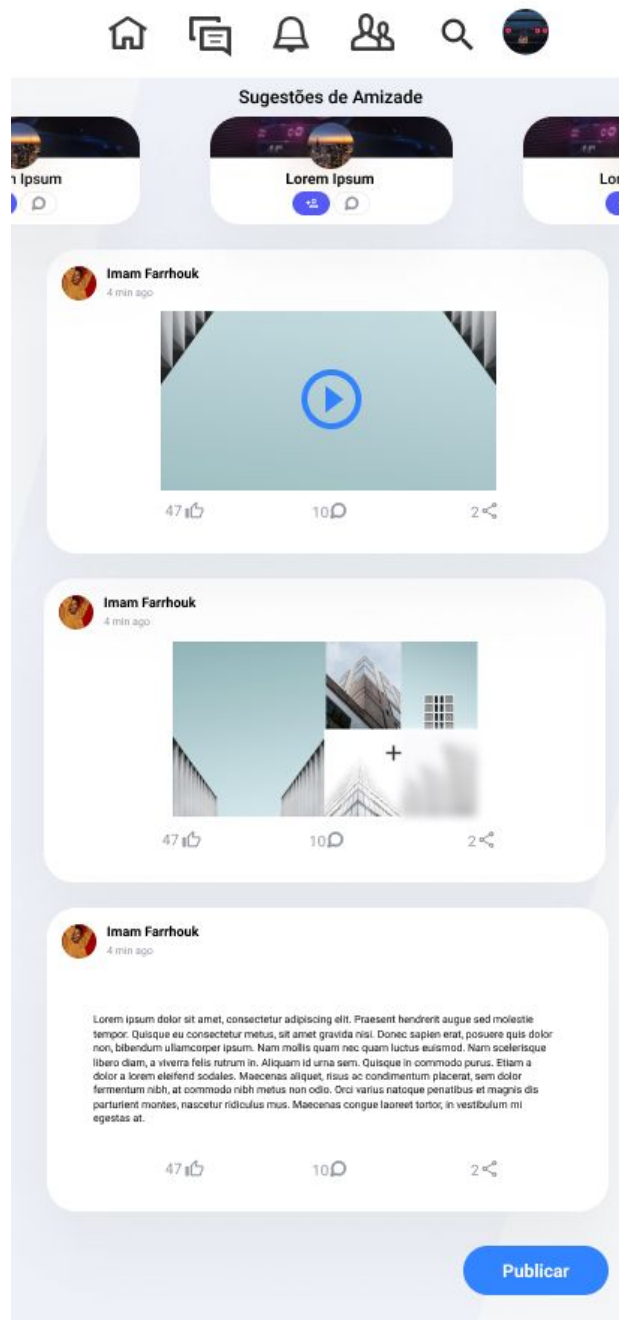 Sugestões de Amizade
n Ipsum
Lorem Ipsum
Lor
Imam Farrhouk
4 min ago
47
10
2
Imam Farrhouk
4 min ago
+
47
10
2
Imam Farrhouk
4 min ago
Lorem ipsum dolor sit amet, consectetur adipiscing elit. Praesent hendrerit augue sed molestie
tempor. Quisque eu consectetur metus, sit amet gravida nisi. Donec sapien erat, posuere quis dolor
non, bibendum ullamcorper ipsum. Nam mollis quam nec quam luctus euismod. Nam scelerisque
libero diam, a viverra felis rutrum in. Aliquam id urna sem. Quisque in commodo purus. Etiam a
dolor a lorem eleifend sodales. Maecenas aliquet, risus ac condimentum placerat, sem dolor
fermentum nibh, at commodo nibh metus non odio. Orci varius natoque penatibus et magnis dis
parturient montes, nascetur ridiculus mus. Maecenas congue laoreet tortor, in vestibulum mi
egestas at.
47
10
2
Publicar